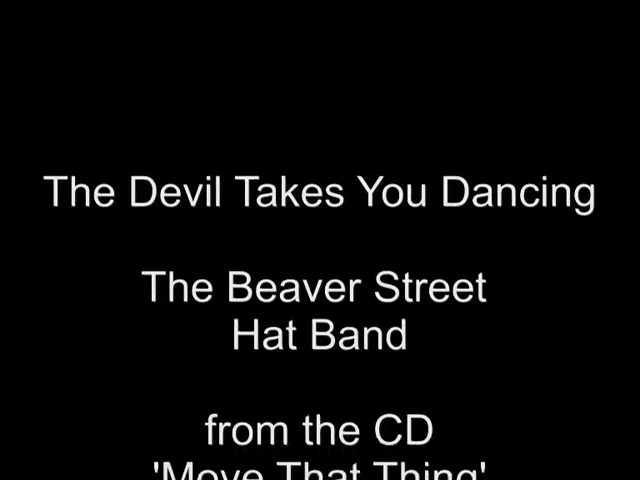 The Devil Takes You Dancing
The Beaver Street
Hat Band
from the CD
'Move That Thing'